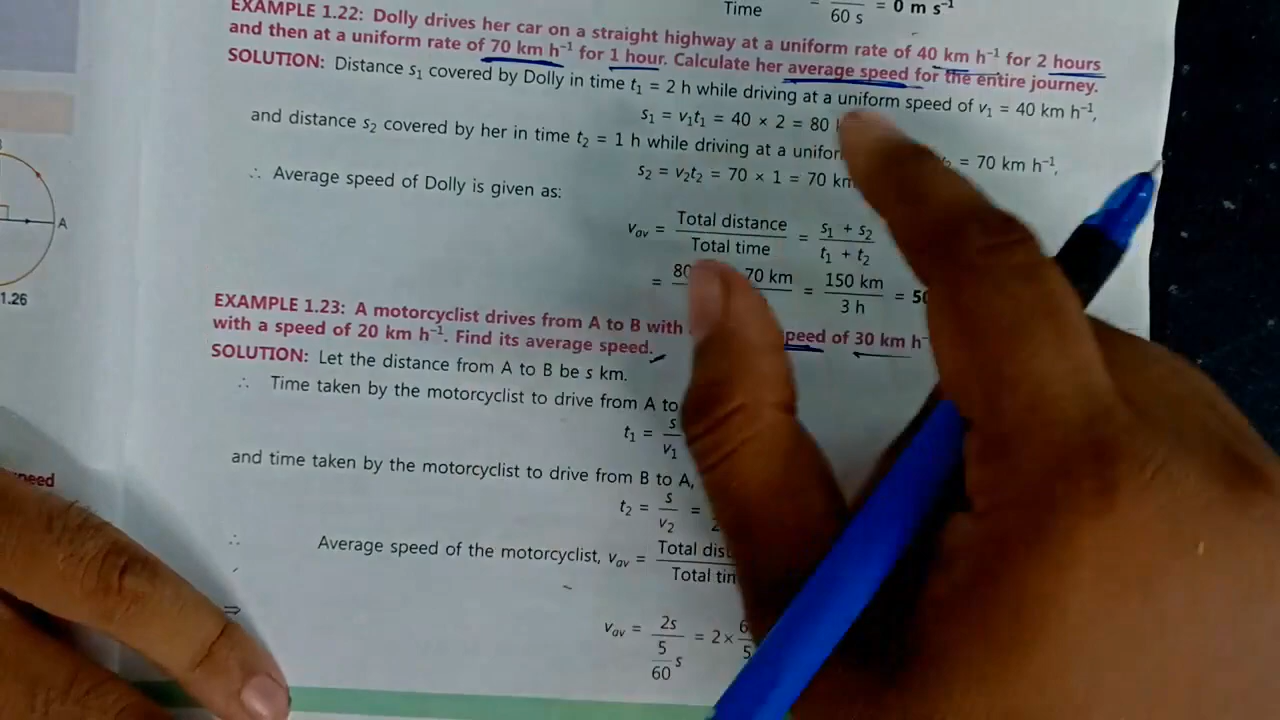 Time = 60 s = 0 m s⁻¹
EXAMPLE 1.22: Dolly drives her car on a straight highway at a uniform rate of 40 km h⁻¹ for 2 hours
and then at a uniform rate of 70 km h⁻¹ for 1 hour. Calculate her average speed for the entire journey.
SOLUTION: Distance s₁ covered by Dolly in time t₁ = 2 h while driving at a uniform speed of v₁ = 40 km h⁻¹,
s₁ = v₁t₁ = 40 × 2 = 80
and distance s₂ covered by her in time t₂ = 1 h while driving at a = 70 km h⁻¹,
s₂ = v₂t₂ = 70 × 1 = 70 km
∴ Average speed of Dolly is given as:
v_av = Total distance / Total time = s₁ + s₂ / t₁ + t₂
= 80 70 km = 150 km / 3 h =
EXAMPLE 1.23: A motorcyclist drives from A to B with speed of 30 km h⁻
with a speed of 20 km h⁻¹. Find its average speed.
SOLUTION: Let the distance from A to B be s km.
∴ Time taken by the motorcyclist to drive from A to
t₁ = s / v₁
and time taken by the motorcyclist to drive from B to A,
t₂ = s / v₂ =
∴ Average speed of the motorcyclist, v_av = Total / Total
⇒ v_av = 2s / 5/60 s = 2 ×
A
1.26